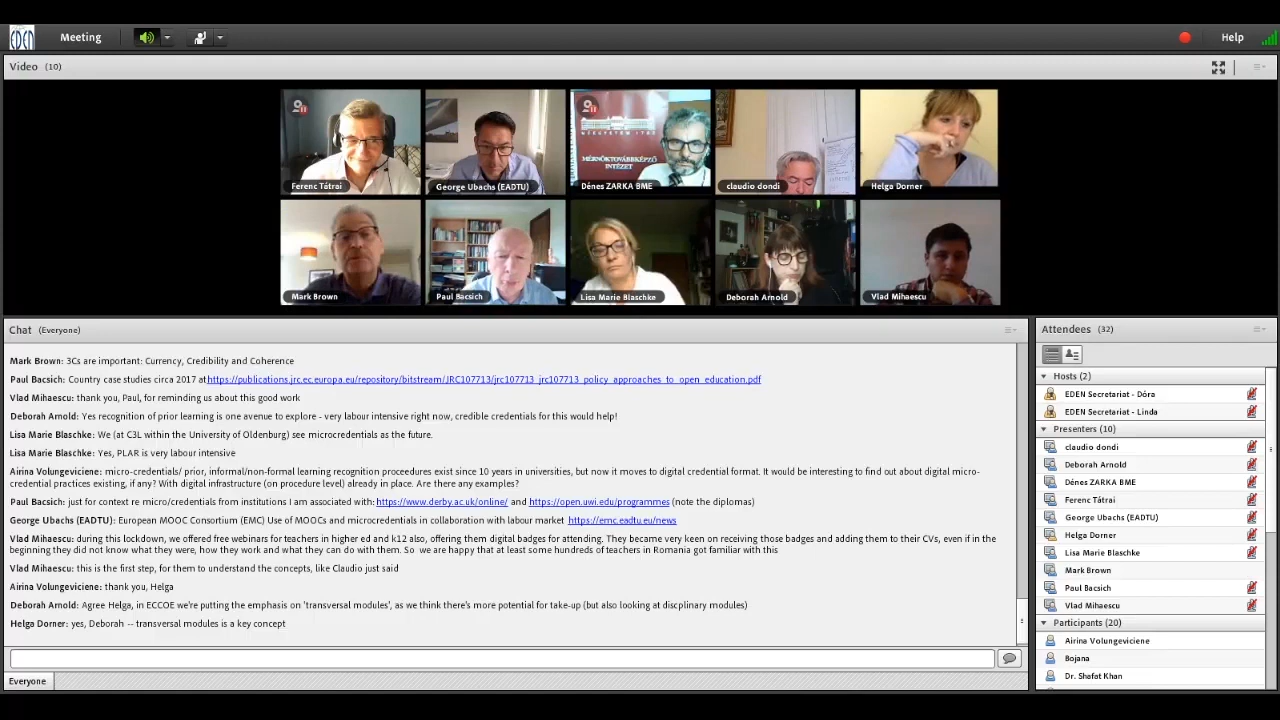 EDEN
Meeting
Help
Video (10)
MÉRNÖKTOVÁBBKÉPZŐ
INTÉZET
Ferenc Tátrai
George Ubachs (EADTU)
Dénes ZARKA BME
claudio dondi
Helga Dorner
Mark Brown
Paul Bacsich
Lisa Marie Blaschke
Deborah Arnold
Vlad Mihaescu
Chat (Everyone)
Mark Brown: 3Cs are important: Currency, Credibility and Coherence
Paul Bacsich: Country case studies circa 2017 at https://publications.jrc.ec.europa.eu/repository/bitstream/JRC107713/jrc107713_jrc107713_policy_approaches_to_open_education.pdf
Vlad Mihaescu: thank you, Paul, for reminding us about this good work
Deborah Arnold: Yes recognition of prior learning is one avenue to explore - very labour intensive right now, credible credentials for this would help!
Lisa Marie Blaschke: We (at C3L within the University of Oldenburg) see microcredentials as the future.
Lisa Marie Blaschke: Yes, PLAR is very labour intensive
Airina Volungeviciene: micro-credentials/ prior, informal/non-formal learning recognition proceedures exist since 10 years in universities, but now it moves to digital credential format. It would be interesting to find out about digital micro-
credential practices existing, if any? With digital infrastructure (on procedure level) already in place. Are there any examples?
Paul Bacsich: just for context re micro/credentials from institutions I am associated with: https://www.derby.ac.uk/online/ and https://open.uwi.edu/programmes (note the diplomas)
George Ubachs (EADTU): European MOOC Consortium (EMC) Use of MOOCs and microcredentials in collaboration with labour market https://emc.eadtu.eu/news
Vlad Mihaescu: during this lockdown, we offered free webinars for teachers in higher ed and k12 also, offering them digital badges for attending. They became very keen on receiving those badges and adding them to their CVs, even if in the
beginning they did not know what they were, how they work and what they can do with them. So we are happy that at least some hundreds of teachers in Romania got familiar with this
Vlad Mihaescu: this is the first step, for them to understand the concepts, like Claudio just said
Airina Volungeviciene: thank you, Helga
Deborah Arnold: Agree Helga, in ECCOE we're putting the emphasis on 'transversal modules', as we think there's more potential for take-up (but also looking at discplinary modules)
Helga Dorner: yes, Deborah -- transversal modules is a key concept
Everyone
Attendees (32)
Hosts (2)
EDEN Secretariat - Dóra
EDEN Secretariat - Linda
Presenters (10)
claudio dondi
Deborah Arnold
Dénes ZARKA BME
Ferenc Tátrai
George Ubachs (EADTU)
Helga Dorner
Lisa Marie Blaschke
Mark Brown
Paul Bacsich
Vlad Mihaescu
Participants (20)
Airina Volungeviciene
Bojana
Dr. Shafat Khan